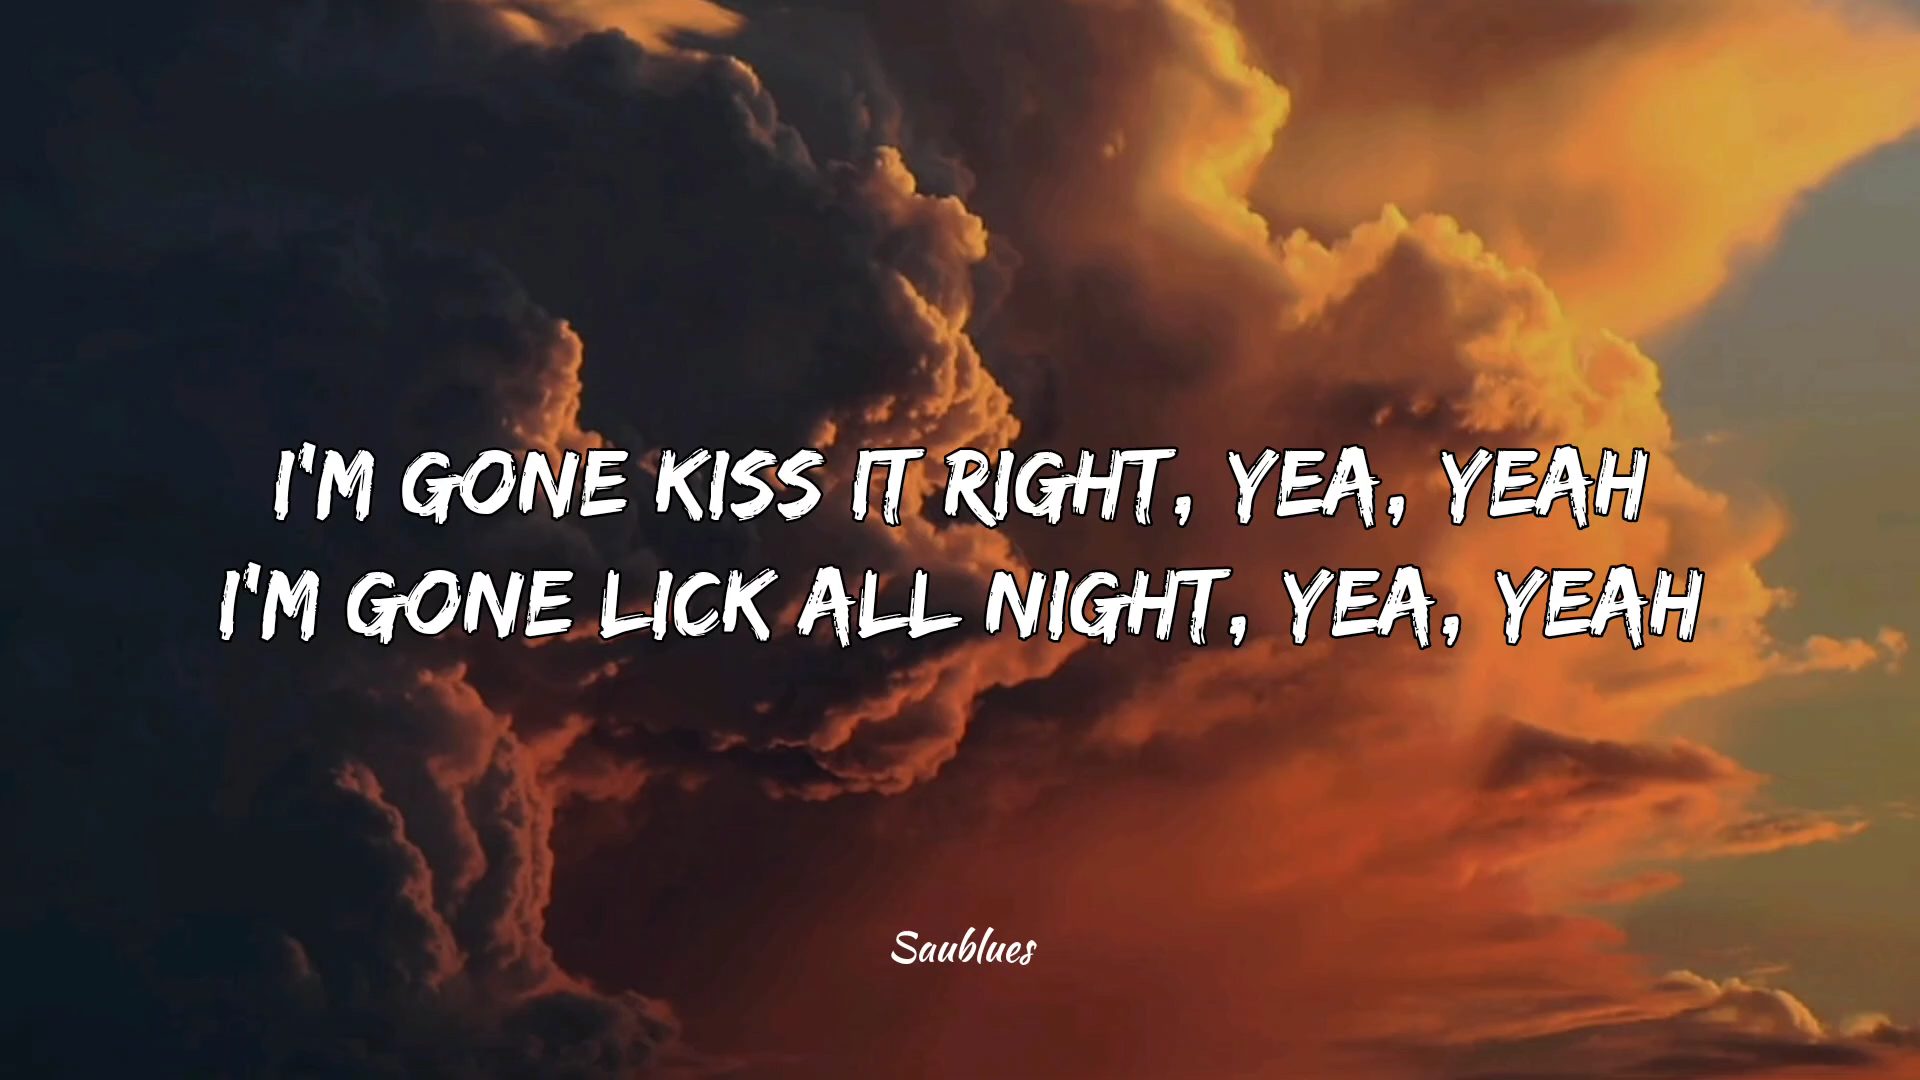 I'M GONE KISS IT RIGHT, YEA, YEAH
I'M GONE LICK ALL NIGHT, YEA, YEAH
Saublues